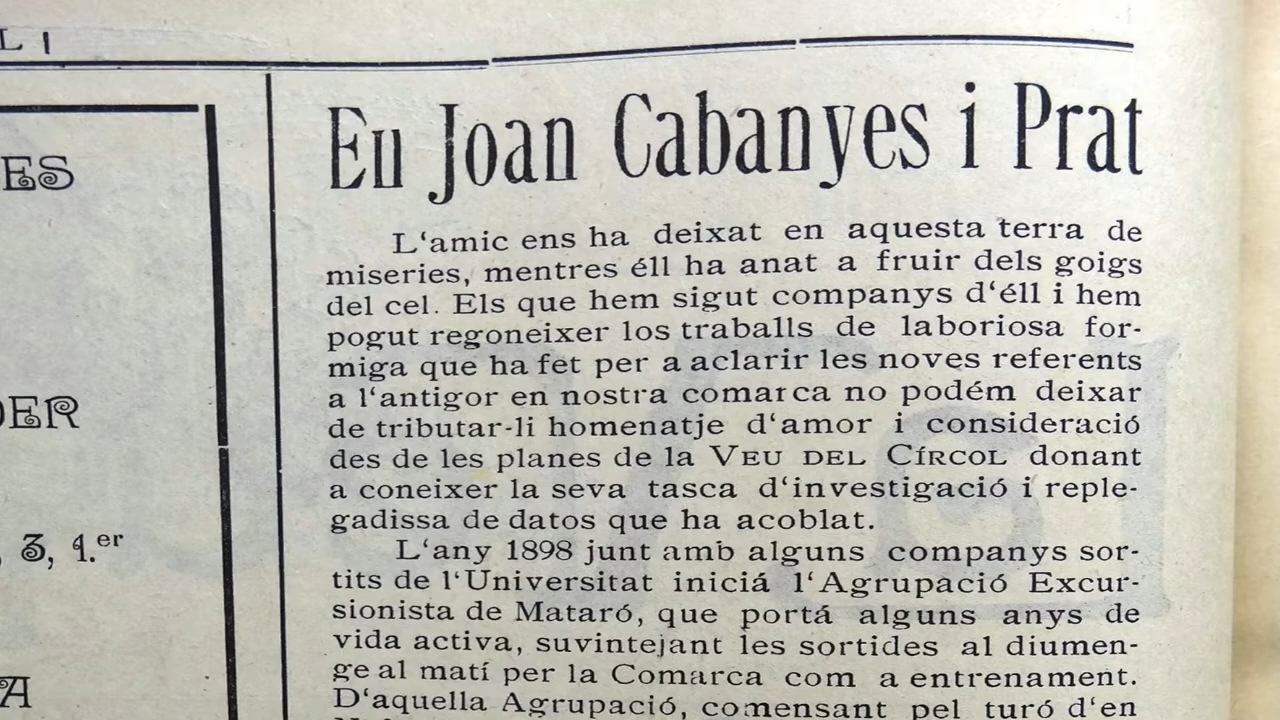 ES
DER
3, 1.er
A
En Joan Cabanyes i Prat
L‘amic ens ha deixat en aquesta terra de
miseries, mentres éll ha anat a fruir dels goigs
del cel. Els que hem sigut companys d‘éll i hem
pogut regoneixer los traballs de laboriosa for-
miga que ha fet per a aclarir les noves referents
a l‘antigor en nostra comarca no podém deixar
de tributar-li homenatje d‘amor i consideració
des de les planes de la VEU DEL CÍRCOL donant
a coneixer la seva tasca d‘investigació i reple-
gadissa de datos que ha acoblat.
L‘any 1898 junt amb alguns companys sor-
tits de l‘Universitat iniciá l‘Agrupació Excur-
sionista de Mataró, que portá alguns anys de
vida activa, suvintejant les sortides al diumen-
ge al matí per la Comarca com a entrenament.
D‘aquella Agrupació, comensant pel turó d‘en